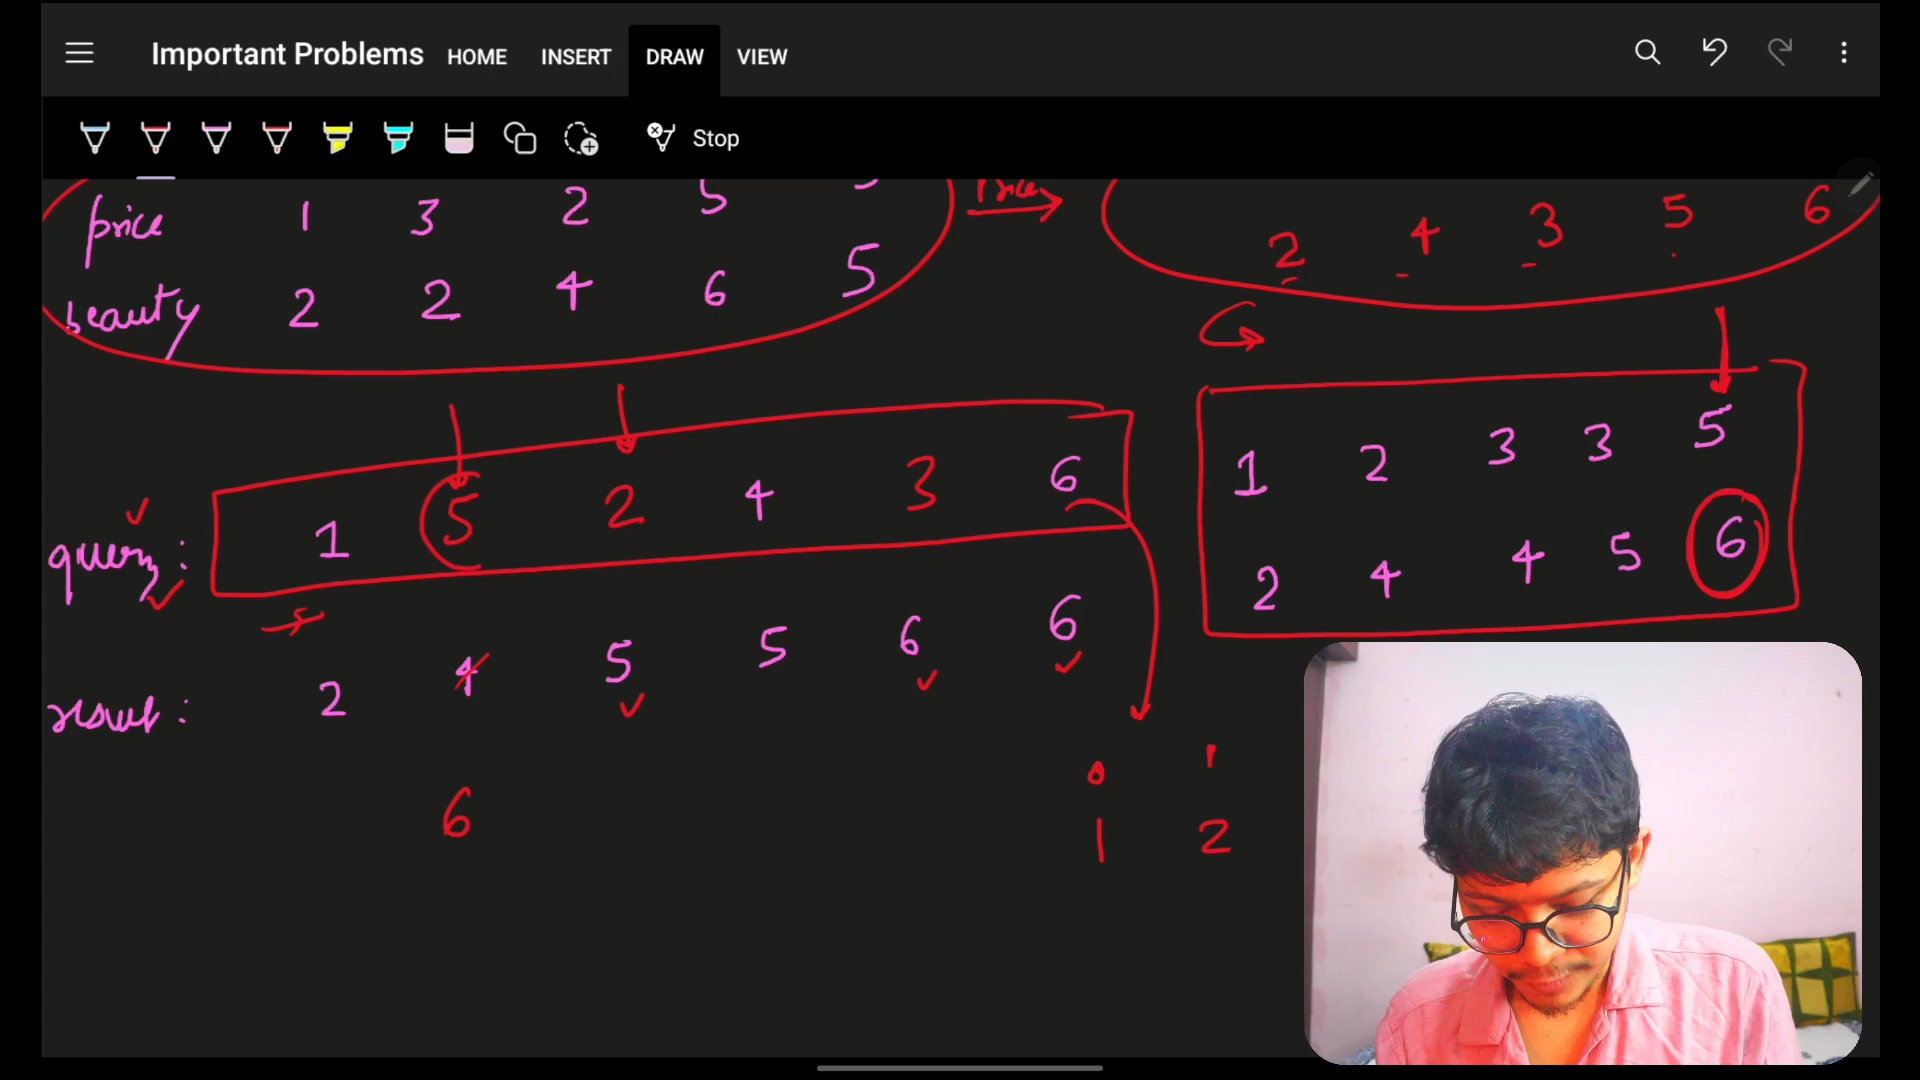 Important Problems HOME INSERT DRAW VIEW
Stop
price 1 3 2 5
beauty 2 2 4 6 5
Price
2 4 3 5 6
query: 1 5 2 4 3 6
result: 2 4 5 5 6 6
6
1 2 3 3 5
2 4 4 5 6
0 1
1 2